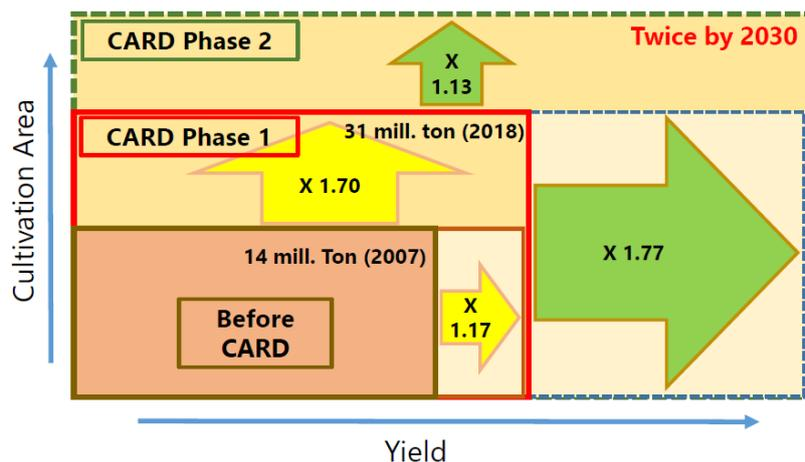 CARD Phase 2
Twice by 2030
X
1.13
CARD Phase 1
31 mill. ton (2018)
X 1.70
X 1.77
14 mill. Ton (2007)
X
1.17
Before
CARD
Cultivation Area
Yield